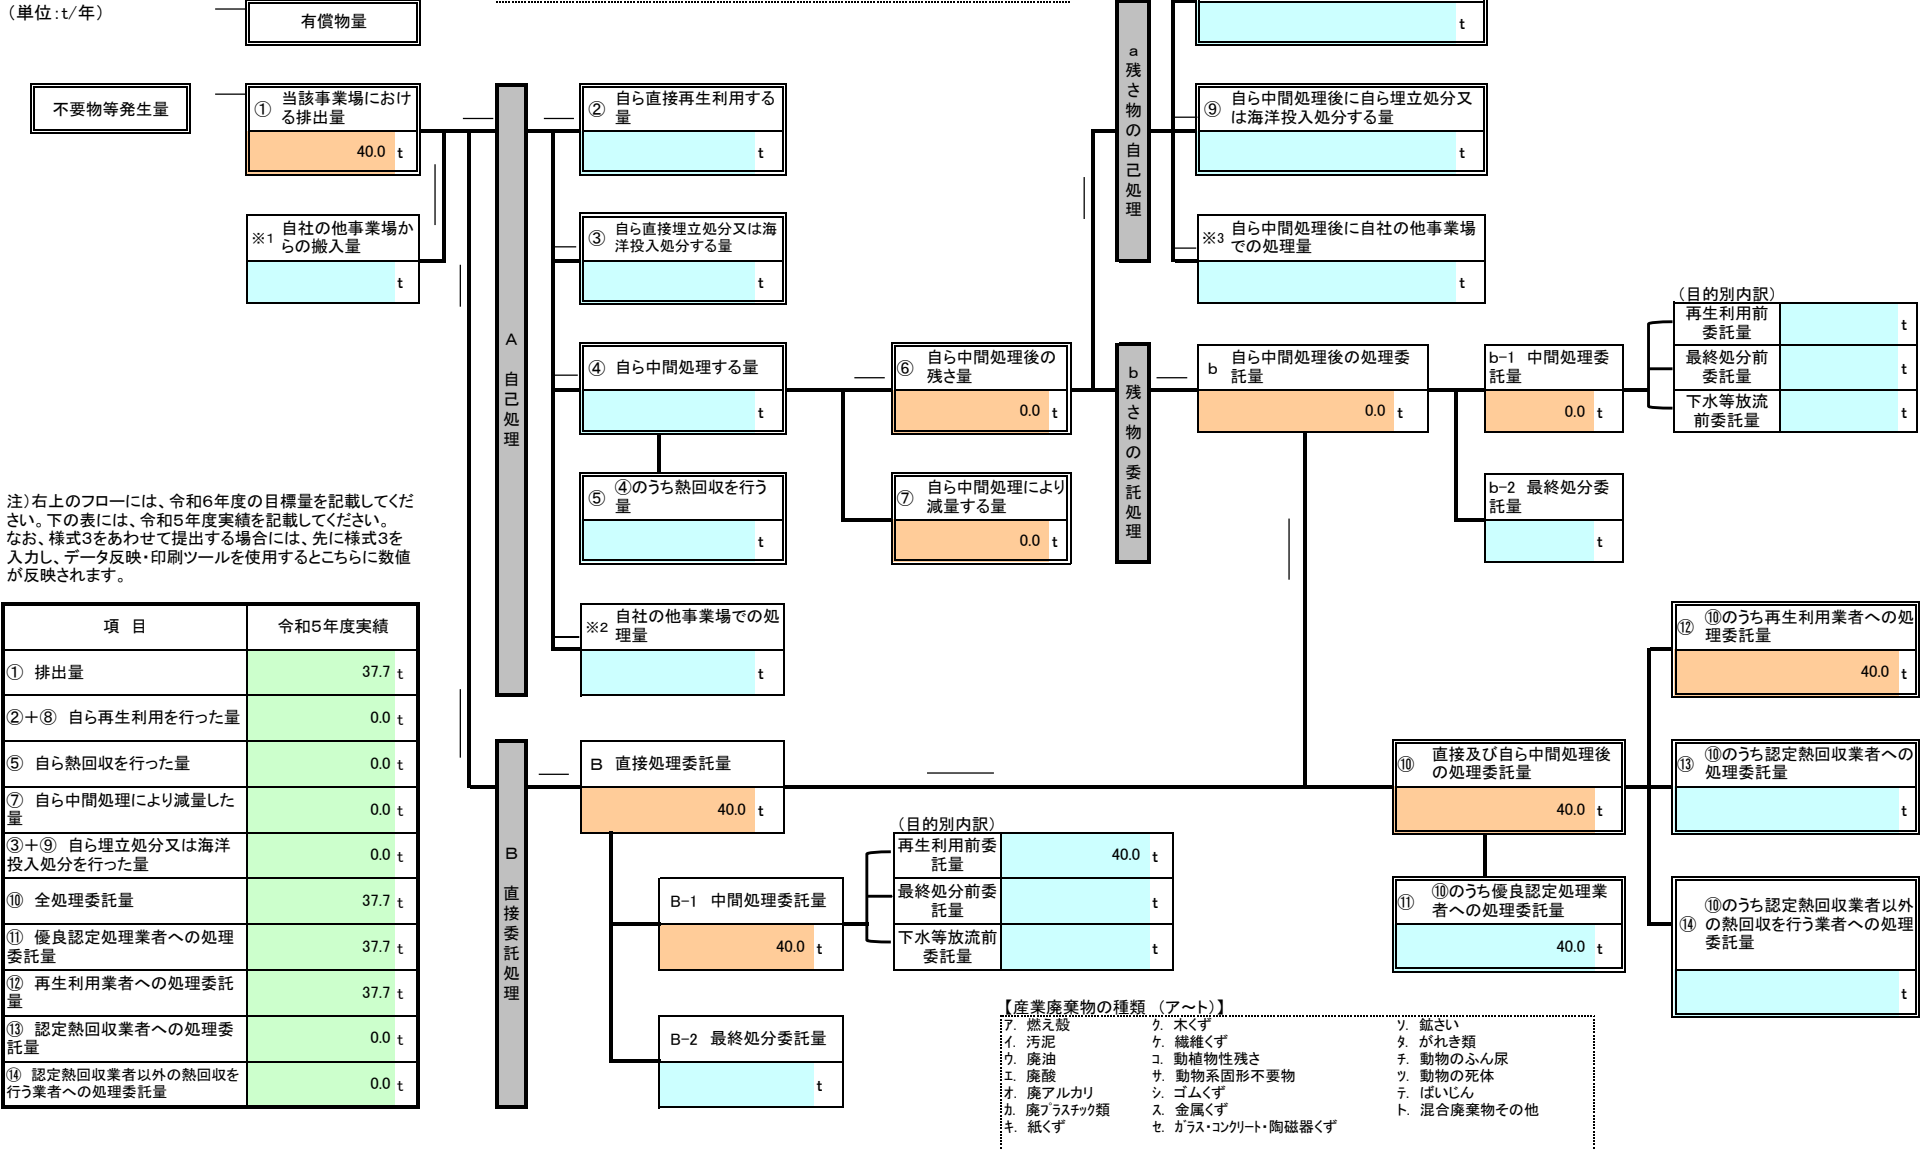 （単位：t/年）
有償物量
t
不要物等発生量
① 当該事業場におけ
る排出量
40.0 t
※1 自社の他事業場か
らの搬入量
t
A 自己処理
② 自ら直接再生利用する
量
t
③ 自ら直接埋立処分又は海
洋投入処分する量
t
④ 自ら中間処理する量
t
⑤ ④のうち熱回収を行う
量
t
※2 自社の他事業場での処
理量
t
⑥ 自ら中間処理後の
残さ量
0.0 t
⑦ 自ら中間処理により
減量する量
0.0 t
a 残さ物の自己処理
⑨ 自ら中間処理後に自ら埋立処分又
は海洋投入処分する量
t
※3 自ら中間処理後に自社の他事業場
での処理量
t
b 残さ物の委託処理
b 自ら中間処理後の処理委
託量
0.0 t
b-1 中間処理委
託量
0.0 t
（目的別内訳）
再生利用前
委託量
t
最終処分前
委託量
t
下水等放流
前委託量
t
b-2 最終処分委
託量
t
注）右上のフローには、令和6年度の目標量を記載してくだ
さい。下の表には、令和5年度実績を記載してください。
なお、様式3をあわせて提出する場合には、先に様式3を
入力し、データ反映・印刷ツールを使用するとこちらに数値
が反映されます。
項 目 令和5年度実績
① 排出量 37.7 t
②＋⑧ 自ら再生利用を行った量 0.0 t
⑤ 自ら熱回収を行った量 0.0 t
⑦ 自ら中間処理により減量した
量 0.0 t
③＋⑨ 自ら埋立処分又は海洋
投入処分を行った量 0.0 t
⑩ 全処理委託量 37.7 t
⑪ 優良認定処理業者への処理
委託量 37.7 t
⑫ 再生利用業者への処理委託
量 37.7 t
⑬ 認定熱回収業者への処理委
託量 0.0 t
⑭ 認定熱回収業者以外の熱回収を
行う業者への処理委託量 0.0 t
B 直接委託処理
B 直接処理委託量
40.0 t
B-1 中間処理委託量
40.0 t
（目的別内訳）
再生利用前委
託量
40.0 t
最終処分前委
託量
t
下水等放流前
委託量
t
B-2 最終処分委託量
t
⑩ 直接及び自ら中間処理後
の処理委託量
40.0 t
⑪ ⑩のうち優良認定処理業
者への処理委託量
40.0 t
⑫ ⑩のうち再生利用業者への処
理委託量
40.0 t
⑬ ⑩のうち認定熱回収業者への
処理委託量
t
⑭ ⑩のうち認定熱回収業者以外
の熱回収を行う業者への処理
委託量
t
【産業廃棄物の種類 （ア～ト）】
ア. 燃え殻 ク. 木くず ソ. 鉱さい
イ. 汚泥 ケ. 繊維くず タ. がれき類
ウ. 廃油 コ. 動植物性残さ チ. 動物のふん尿
エ. 廃酸 サ. 動物系固形不要物 ツ. 動物の死体
オ. 廃アルカリ シ. ゴムくず テ. ばいじん
カ. 廃プラスチック類 ス. 金属くず ト. 混合廃棄物その他
キ. 紙くず セ. ガラス・コンクリート・陶磁器くず